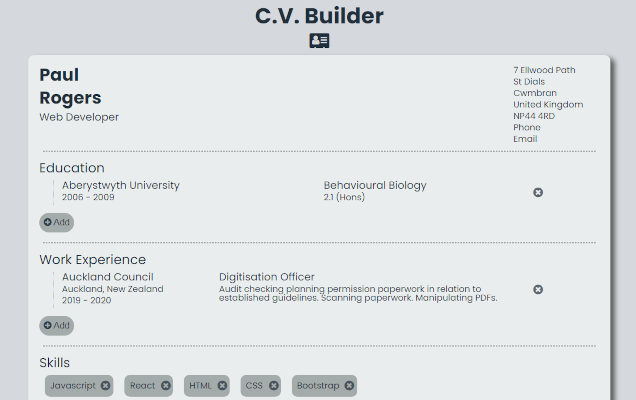 C.V. Builder
Paul
Rogers
Web Developer
7 Ellwood Path
St Dials
Cwmbran
United Kingdom
NP44 4RD
Phone
Email
Education
Aberystwyth University
2006 - 2009
Behavioural Biology
2.1 (Hons)
Add
Work Experience
Auckland Council
Auckland, New Zealand
2019 - 2020
Digitisation Officer
Audit checking planning permission paperwork in relation to
established guidelines. Scanning paperwork. Manipulating PDFs.
Add
Skills
Javascript React HTML CSS Bootstrap